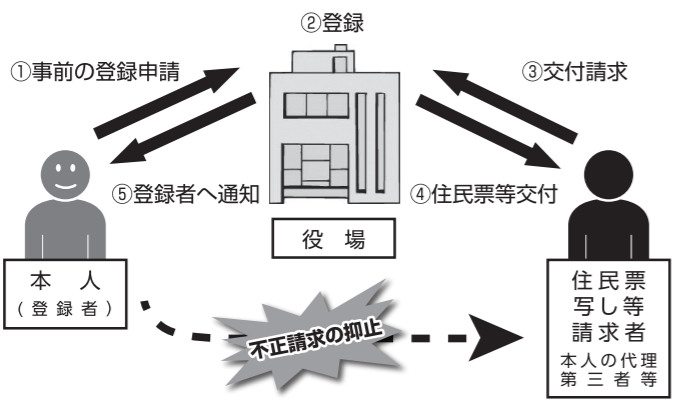 ②登録
①事前の登録申請
③交付請求
⑤登録者へ通知
④住民票等交付
役場
本人
(登録者)
不正請求の抑止
住民票
写し等
請求者
本人の代理
第三者等